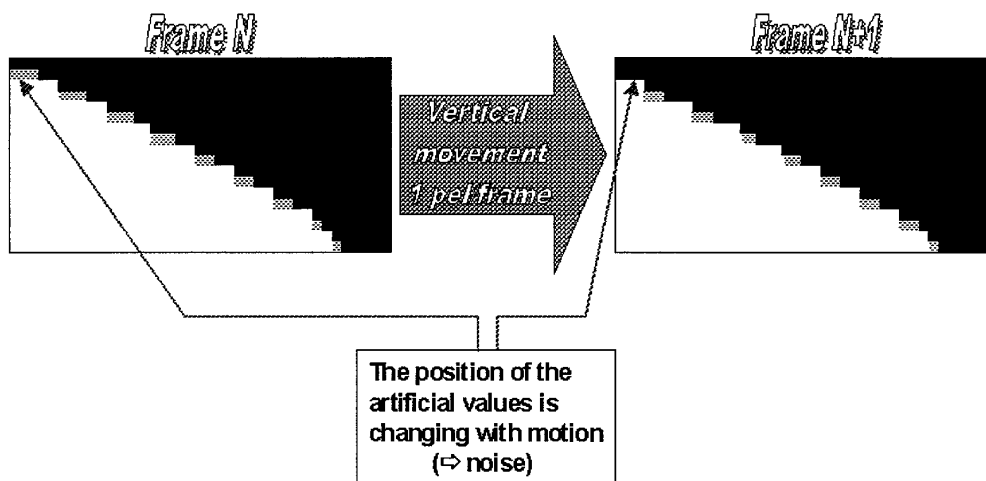 Frame N
Frame N+1
Vertical
movement
1 pel.frame
The position of the
artificial values is
changing with motion
(⇨ noise)